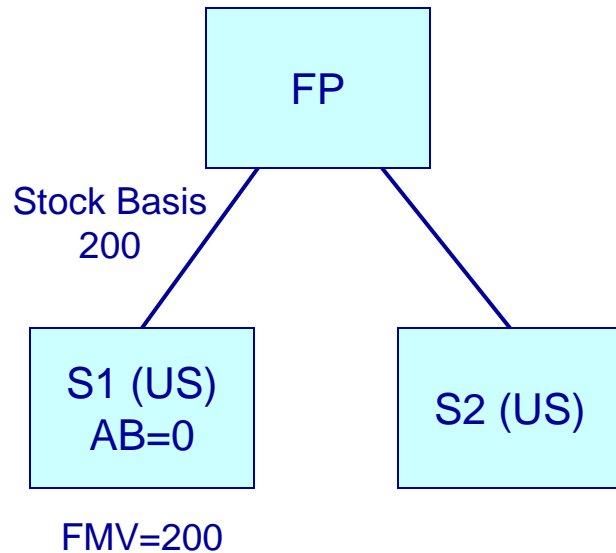 FP
Stock Basis
200
S1 (US)
AB=0
S2 (US)
FMV=200